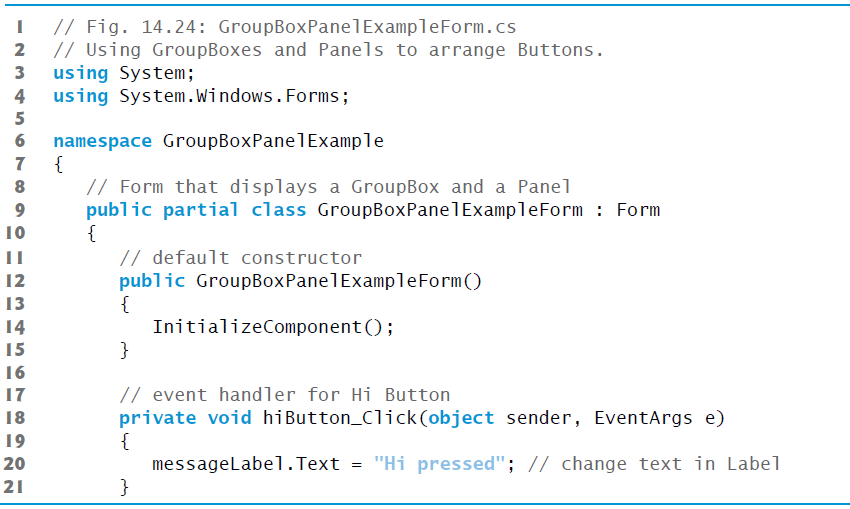 1 // Fig. 14.24: GroupBoxPanelExampleForm.cs
2 // Using GroupBoxes and Panels to arrange Buttons.
3 using System;
4 using System.Windows.Forms;
5
6 namespace GroupBoxPanelExample
7 {
8 // Form that displays a GroupBox and a Panel
9 public partial class GroupBoxPanelExampleForm : Form
10 {
11 // default constructor
12 public GroupBoxPanelExampleForm()
13 {
14 InitializeComponent();
15 }
16
17 // event handler for Hi Button
18 private void hiButton_Click(object sender, EventArgs e)
19 {
20 messageLabel.Text = "Hi pressed"; // change text in Label
21 }